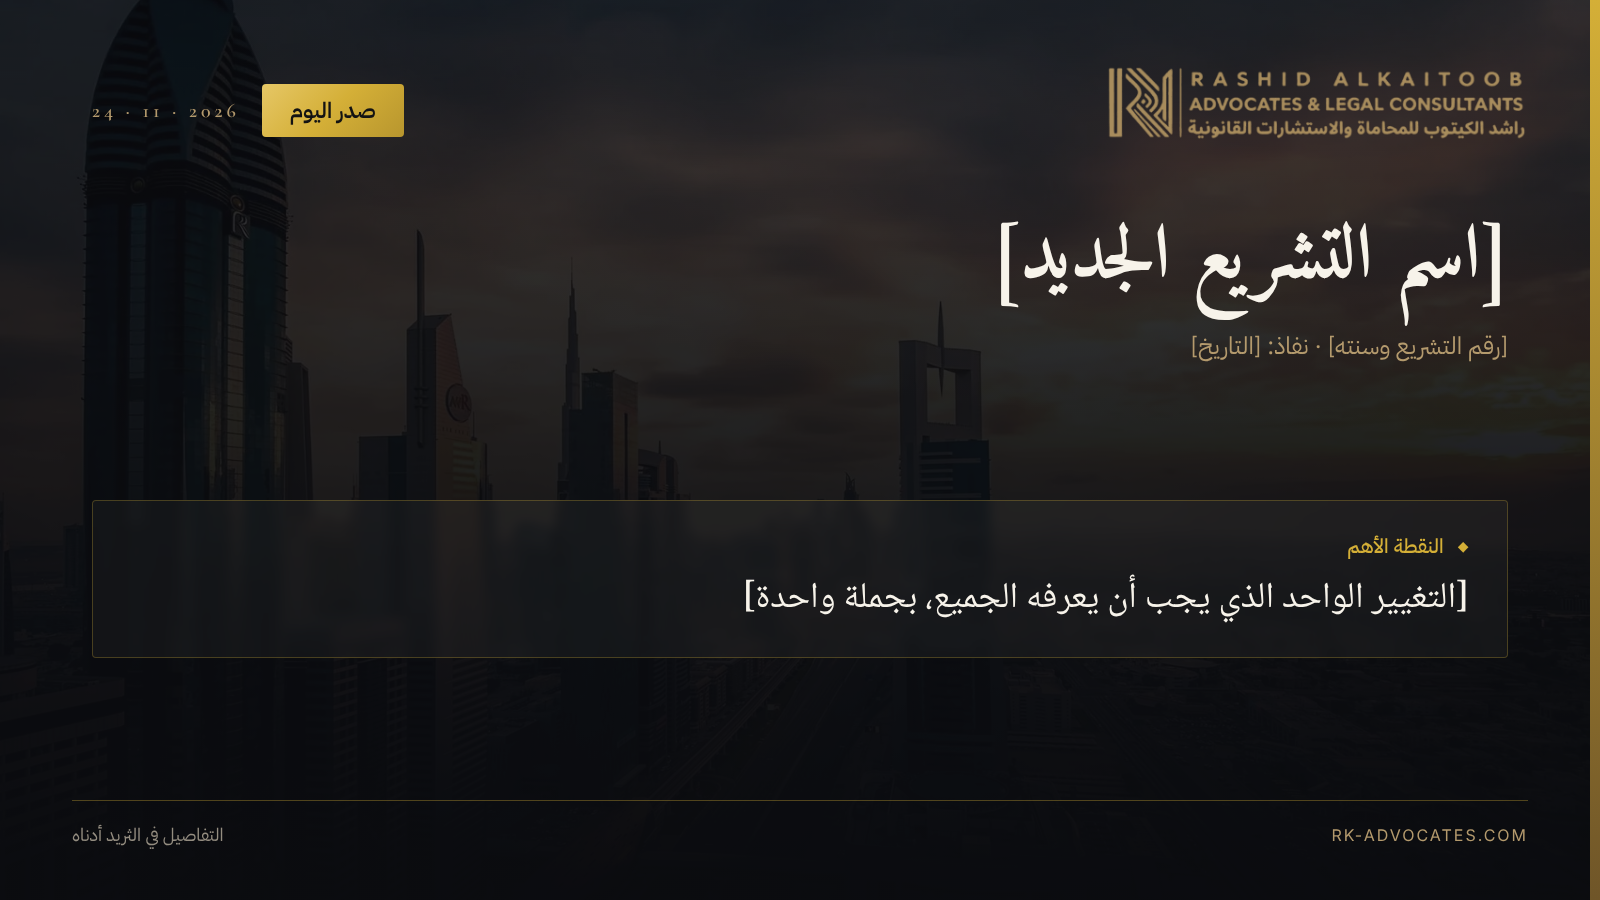 RASHID ALKAITOOB
ADVOCATES & LEGAL CONSULTANTS
راشد الكيتوب للمحاماة والاستشارات القانونية
صدر اليوم
24 · 11 · 2026
[اسم التشريع الجديد]
[رقم التشريع وسنته] · نفاذ: [التاريخ]
النقطة الأهم
[التغيير الواحد الذي يجب أن يعرفه الجميع، بجملة واحدة]
RK-ADVOCATES.COM
التفاصيل في الثريد أدناه